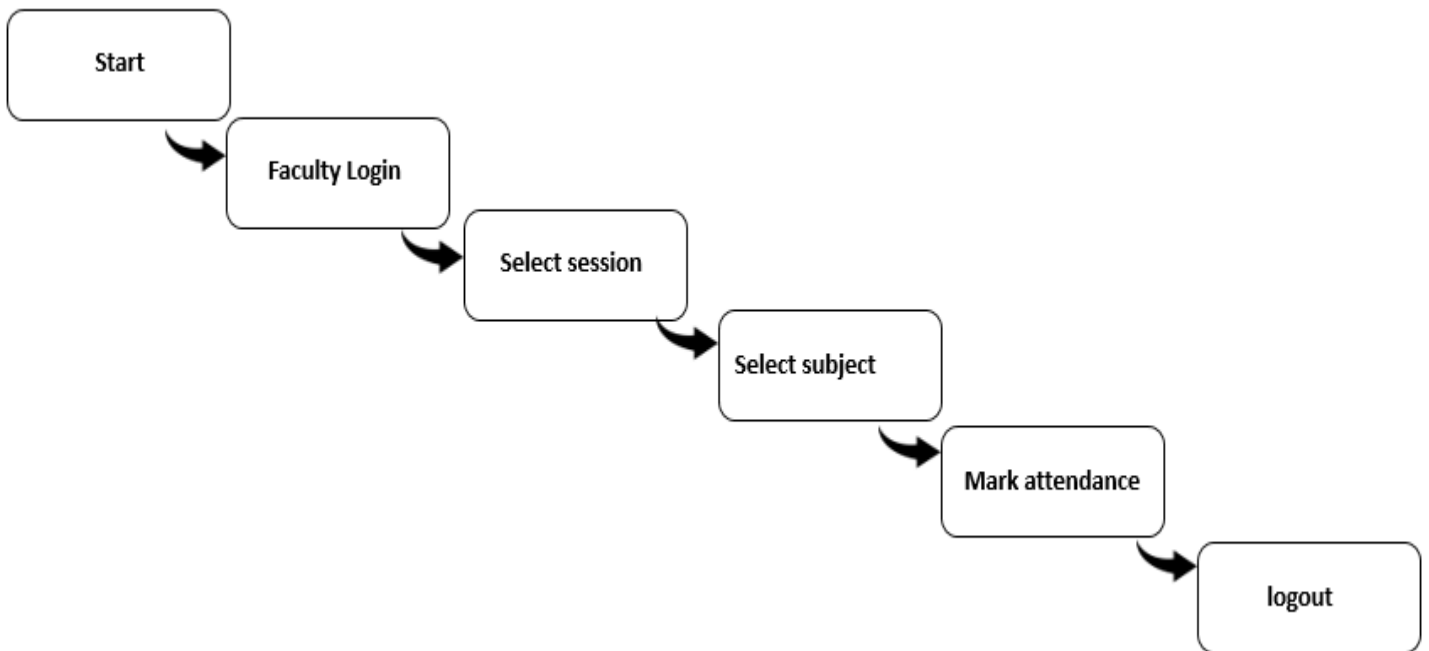 Start
Faculty Login
Select session
Select subject
Mark attendance
logout